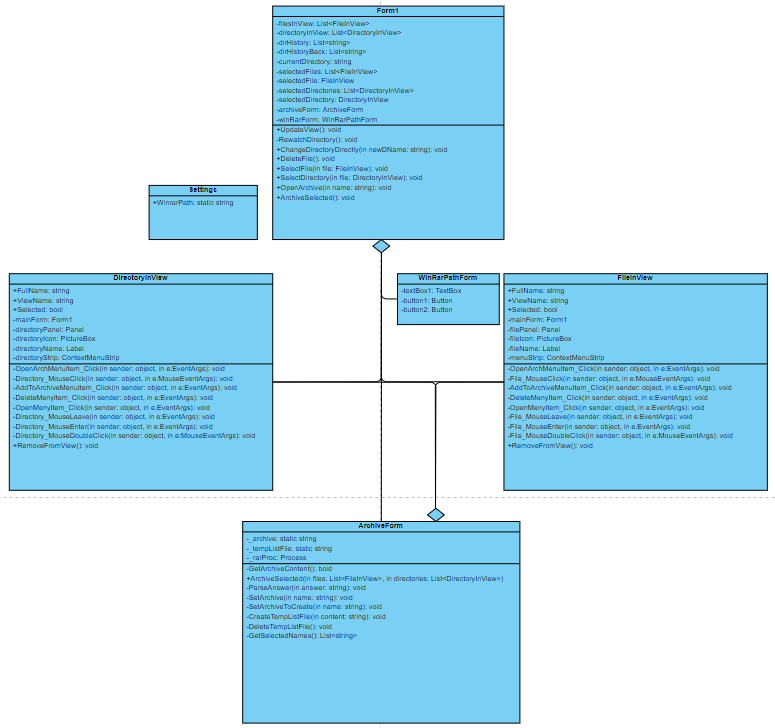 Form1
-filesInView: List<FileInView>
-directoryInView: List<DirectoryInView>
-dirHistory: List<string>
-dirHistoryBack: List<string>
-currentDirectory: string
-selectedFiles: List<FileInView>
-selectedFile: FileInView
-selectedDirectories: List<DirectoryInView>
-selectedDirectory: DirectoryInView
-archiveForm: ArchiveForm
-winRarForm: WinRarPathForm
+UpdateView(): void
-RewatchDirectory(): void
+ChangeDirectoryDirectly(in newDName: string): void
+DeleteFile(): void
+SelectFile(in file: FileInView): void
+SelectDirectory(in file: DirectoryInView): void
+OpenArchive(in name: string): void
+ArchiveSelected(): void
Settings
+WinrarPath: static string
DirectoryInView
+FullName: string
+ViewName: string
+Selected: bool
-mainForm: Form1
-directoryPanel: Panel
-directoryIcon: PictureBox
-directoryName: Label
-directoryStrip: ContextMenuStrip
-OpenArchMenuItem_Click(in sender: object, in e:EventArgs): void
-Directory_MouseClick(in sender: object, in e:MouseEventArgs): void
-AddToArchiveMenuItem_Click(in sender: object, in e:EventArgs): void
-DeleteMenyItem_Click(in sender: object, in e:EventArgs): void
-OpenMenyItem_Click(in sender: object, in e:EventArgs): void
-Directory_MouseLeave(in sender: object, in e:EventArgs): void
-Directory_MouseEnter(in sender: object, in e:EventArgs): void
-Directory_MouseDoubleClick(in sender: object, in e:MouseEventArgs): void
+RemoveFromView(): void
WinRarPathForm
-textBox1: TextBox
-button1: Button
-button2: Button
FileInView
+FullName: string
+ViewName: string
+Selected: bool
-mainForm: Form1
-filePanel: Panel
-fileIcon: PictureBox
-fileName: Label
-menuStrip: ContextMenuStrip
-OpenArchMenuItem_Click(in sender: object, in e:EventArgs): void
-File_MouseClick(in sender: object, in e:MouseEventArgs): void
-AddToArchiveMenuItem_Click(in sender: object, in e:EventArgs): void
-DeleteMenyItem_Click(in sender: object, in e:EventArgs): void
-OpenMenyItem_Click(in sender: object, in e:EventArgs): void
-File_MouseLeave(in sender: object, in e:EventArgs): void
-File_MouseEnter(in sender: object, in e:EventArgs): void
-File_MouseDoubleClick(in sender: object, in e:MouseEventArgs): void
+RemoveFromView(): void
ArchiveForm
-_archive: static string
-_tempListFile: static string
-_rarProc: Process
-GetArchiveContent(): boid
+ArchiveSelected(in files: List<FileInView>, in directories: List<DirectoryInView>)
-ParseAnswer(in answer: string): void
-SetArchive(in name: string): void
-SetArchiveToCreate(in name: string): void
-CreateTempListFile(in content: string): void
-DeleteTempListFile(): void
-GetSelectedNames(): List<string>